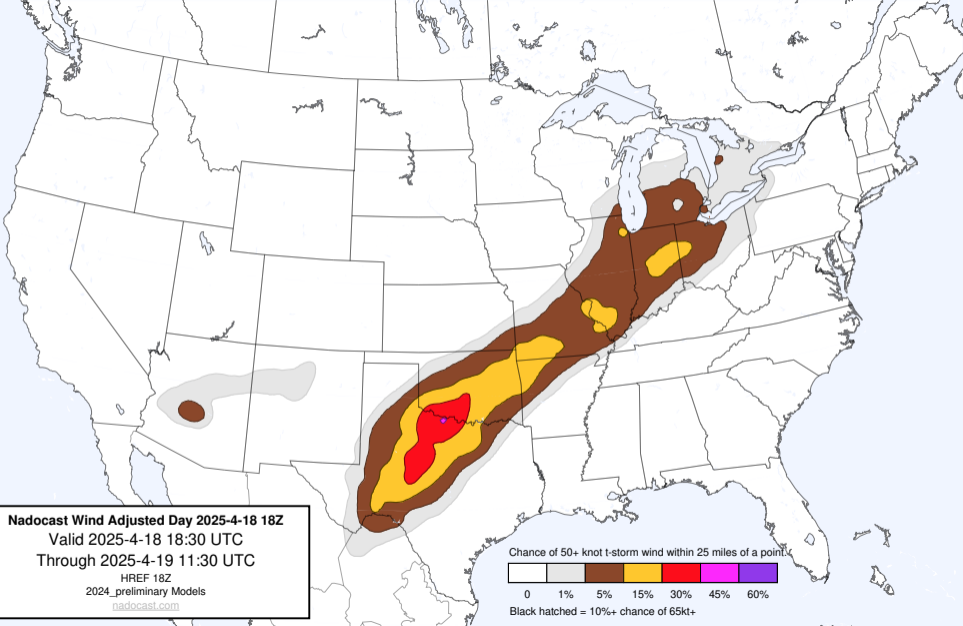 Nadocast Wind Adjusted Day 2025-4-18 18Z
Valid 2025-4-18 18:30 UTC
Through 2025-4-19 11:30 UTC
HREF 18Z
2024_preliminary Models
nadocast.com
Chance of 50+ knot t-storm wind within 25 miles of a point.
0 1% 5% 15% 30% 45% 60%
Black hatched = 10%+ chance of 65kt+